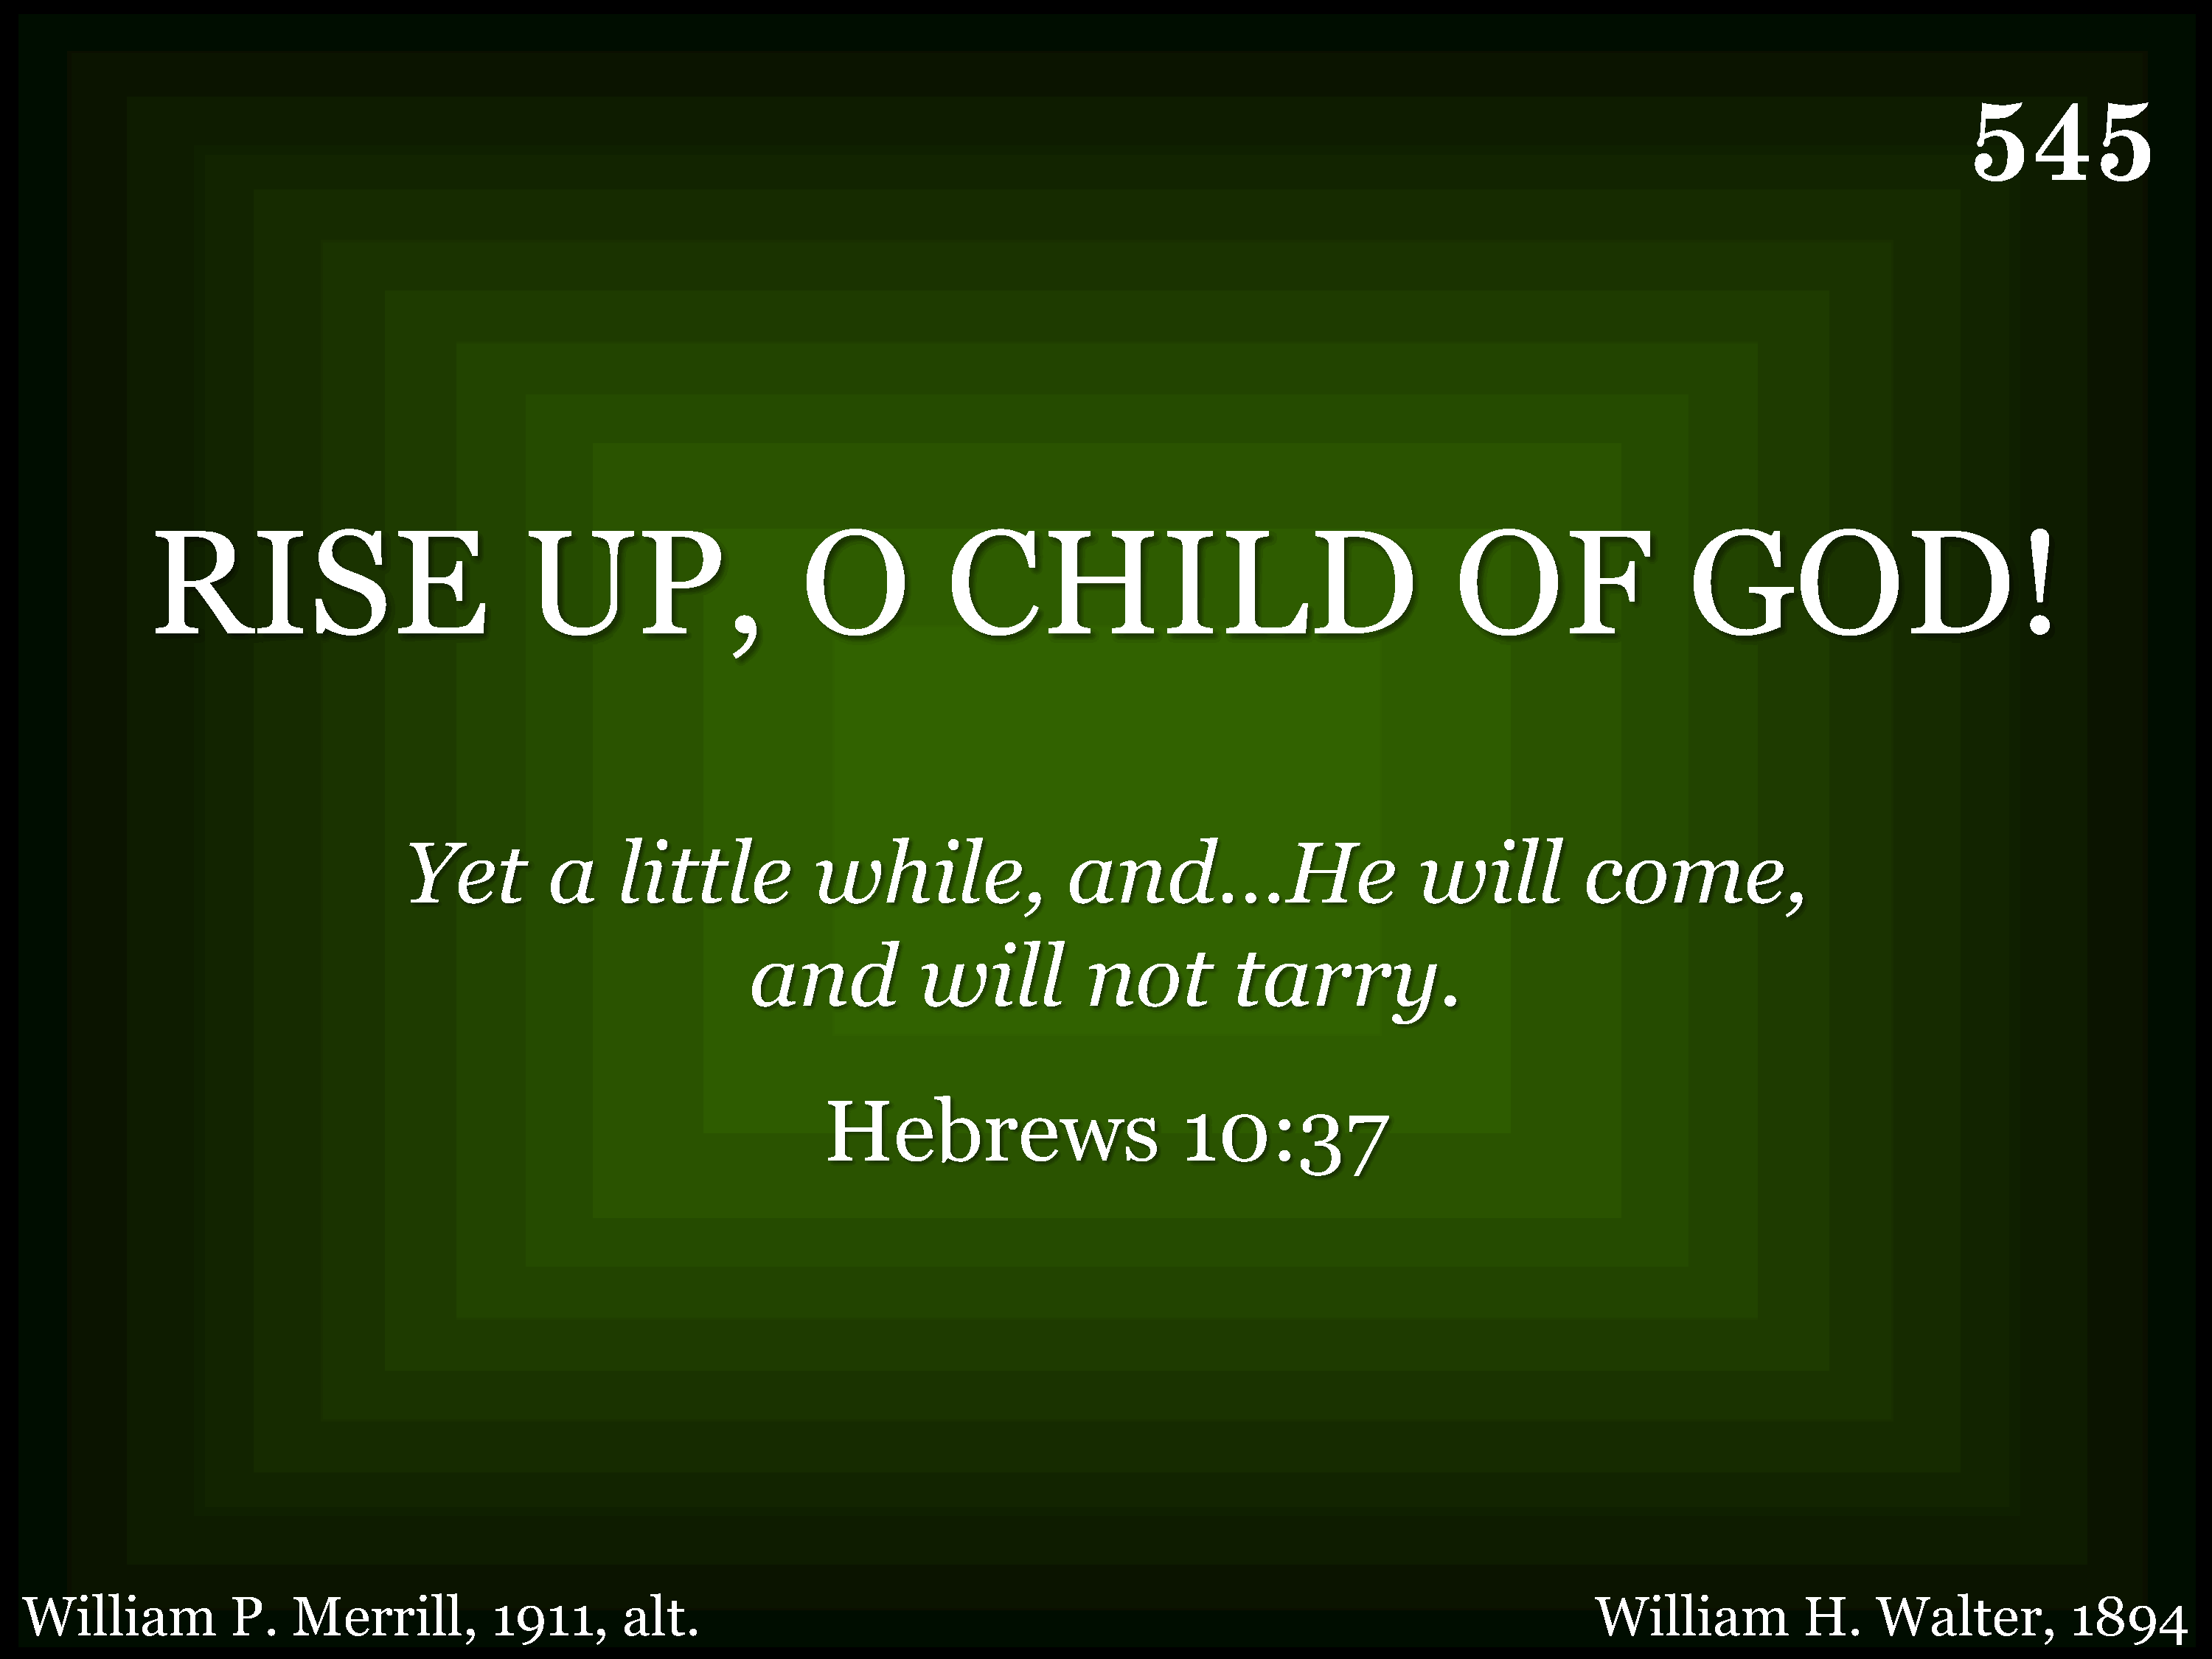 545
RISE UP, O CHILD OF GOD!
Yet a little while, and...He will come,
and will not tarry.
Hebrews 10:37
William P. Merrill, 1911, alt.
William H. Walter, 1894